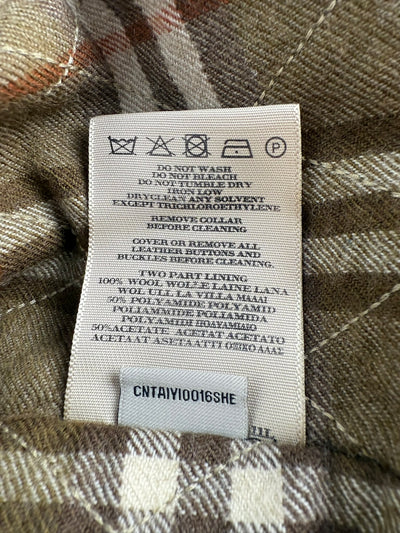 P
DO NOT WASH
DO NOT BLEACH
DO NOT TUMBLE DRY
IRON LOW
DRYCLEAN ANY SOLVENT
EXCEPT TRICHLOROETHYLENE
REMOVE COLLAR
BEFORE CLEANING
COVER OR REMOVE ALL
LEATHER BUTTONS AND
BUCKLES BEFORE CLEANING.
TWO PART LINING
100% WOOL WOLLE LAINE LANA
WOL ULL LA VILLA ΜΑΛΛΙ
50% POLYAMIDE POLYAMID
POLIAMMIDE POLIAMIDA
POLYAMIDI ΠΟΛΥΑΜΙΔΙΟ
50% ACETATE ACETAT ACETATO
ACETAAT ASETAATTI ΟΞΙΚΟ ΑΛΑΣ
CNTAIYI0016SHE